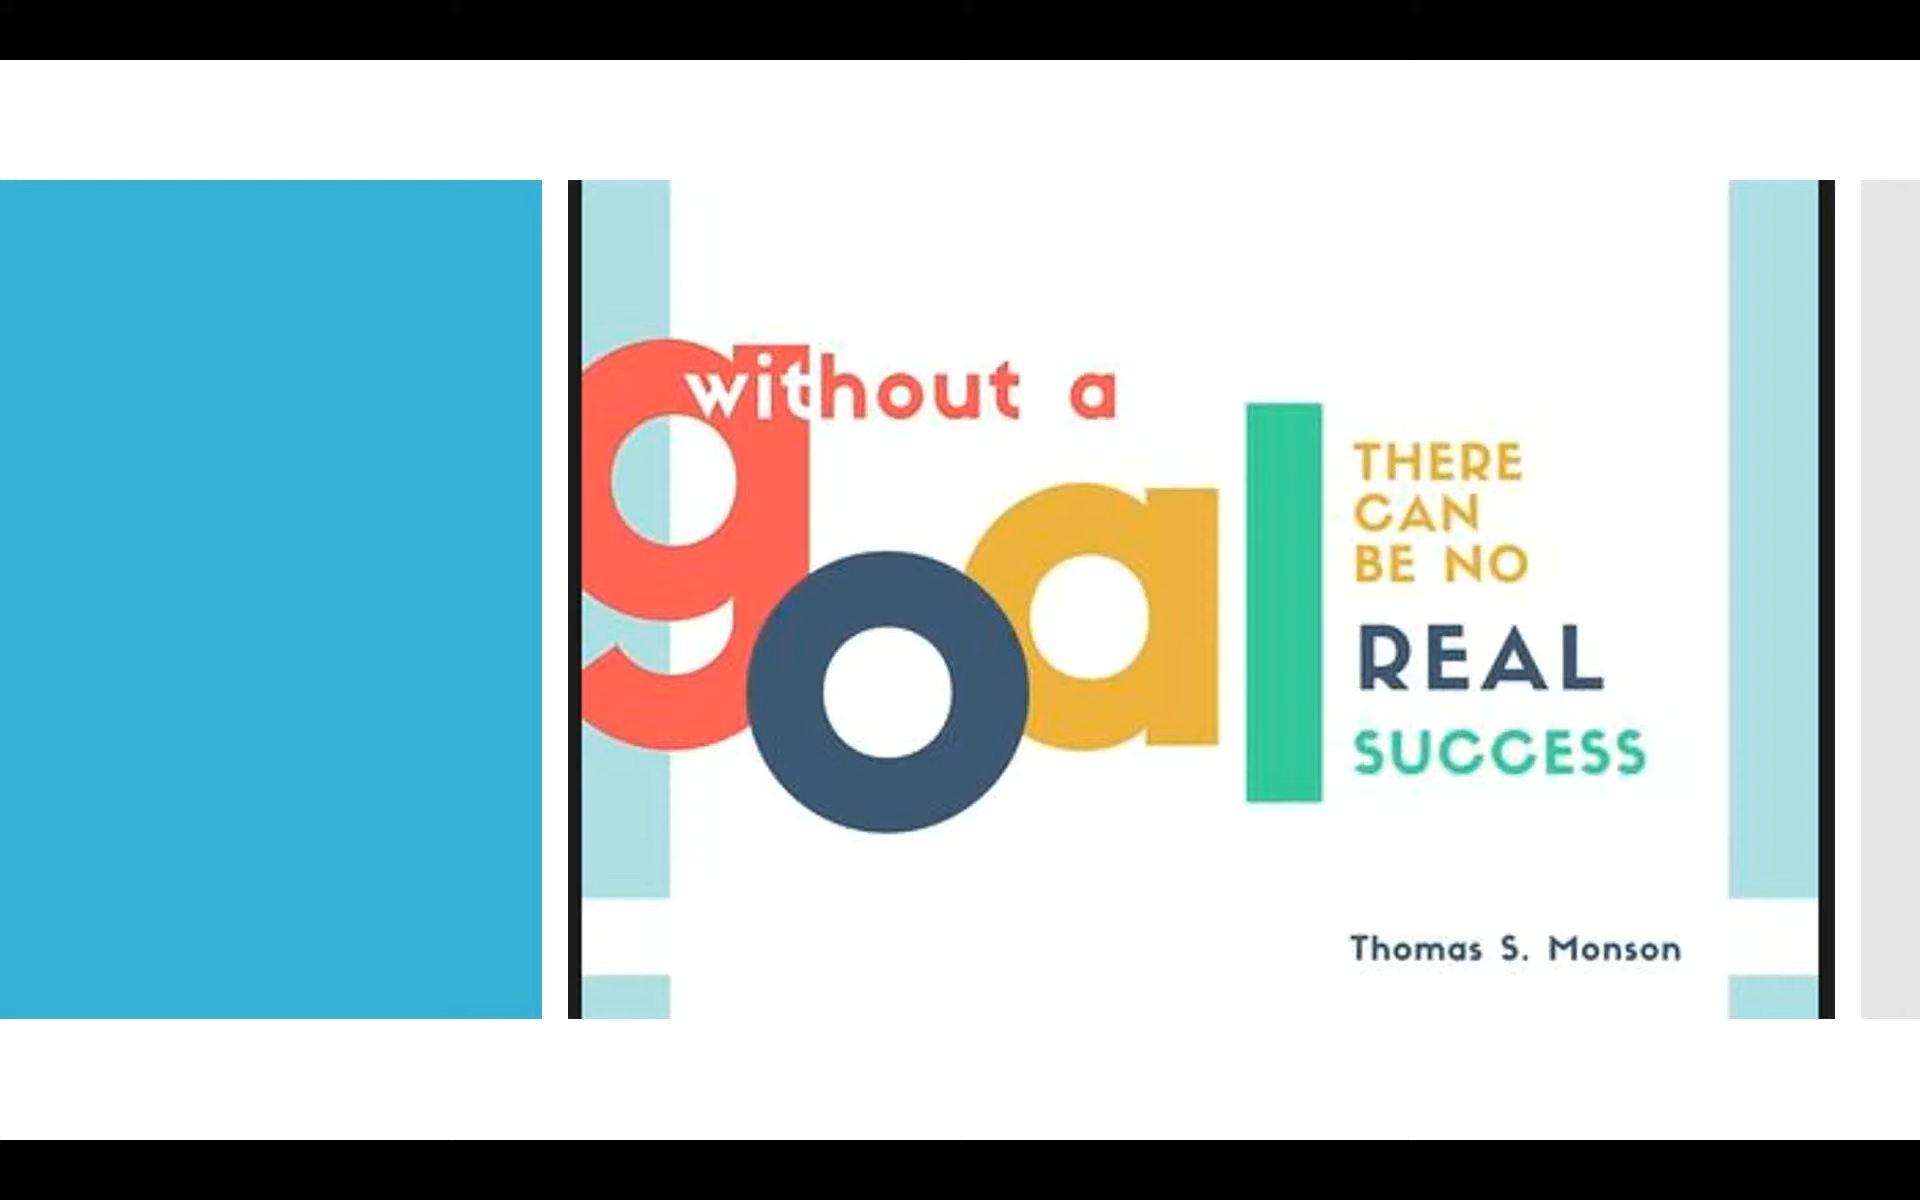 without a
goal
THERE
CAN
BE NO
REAL
SUCCESS
Thomas S. Monson